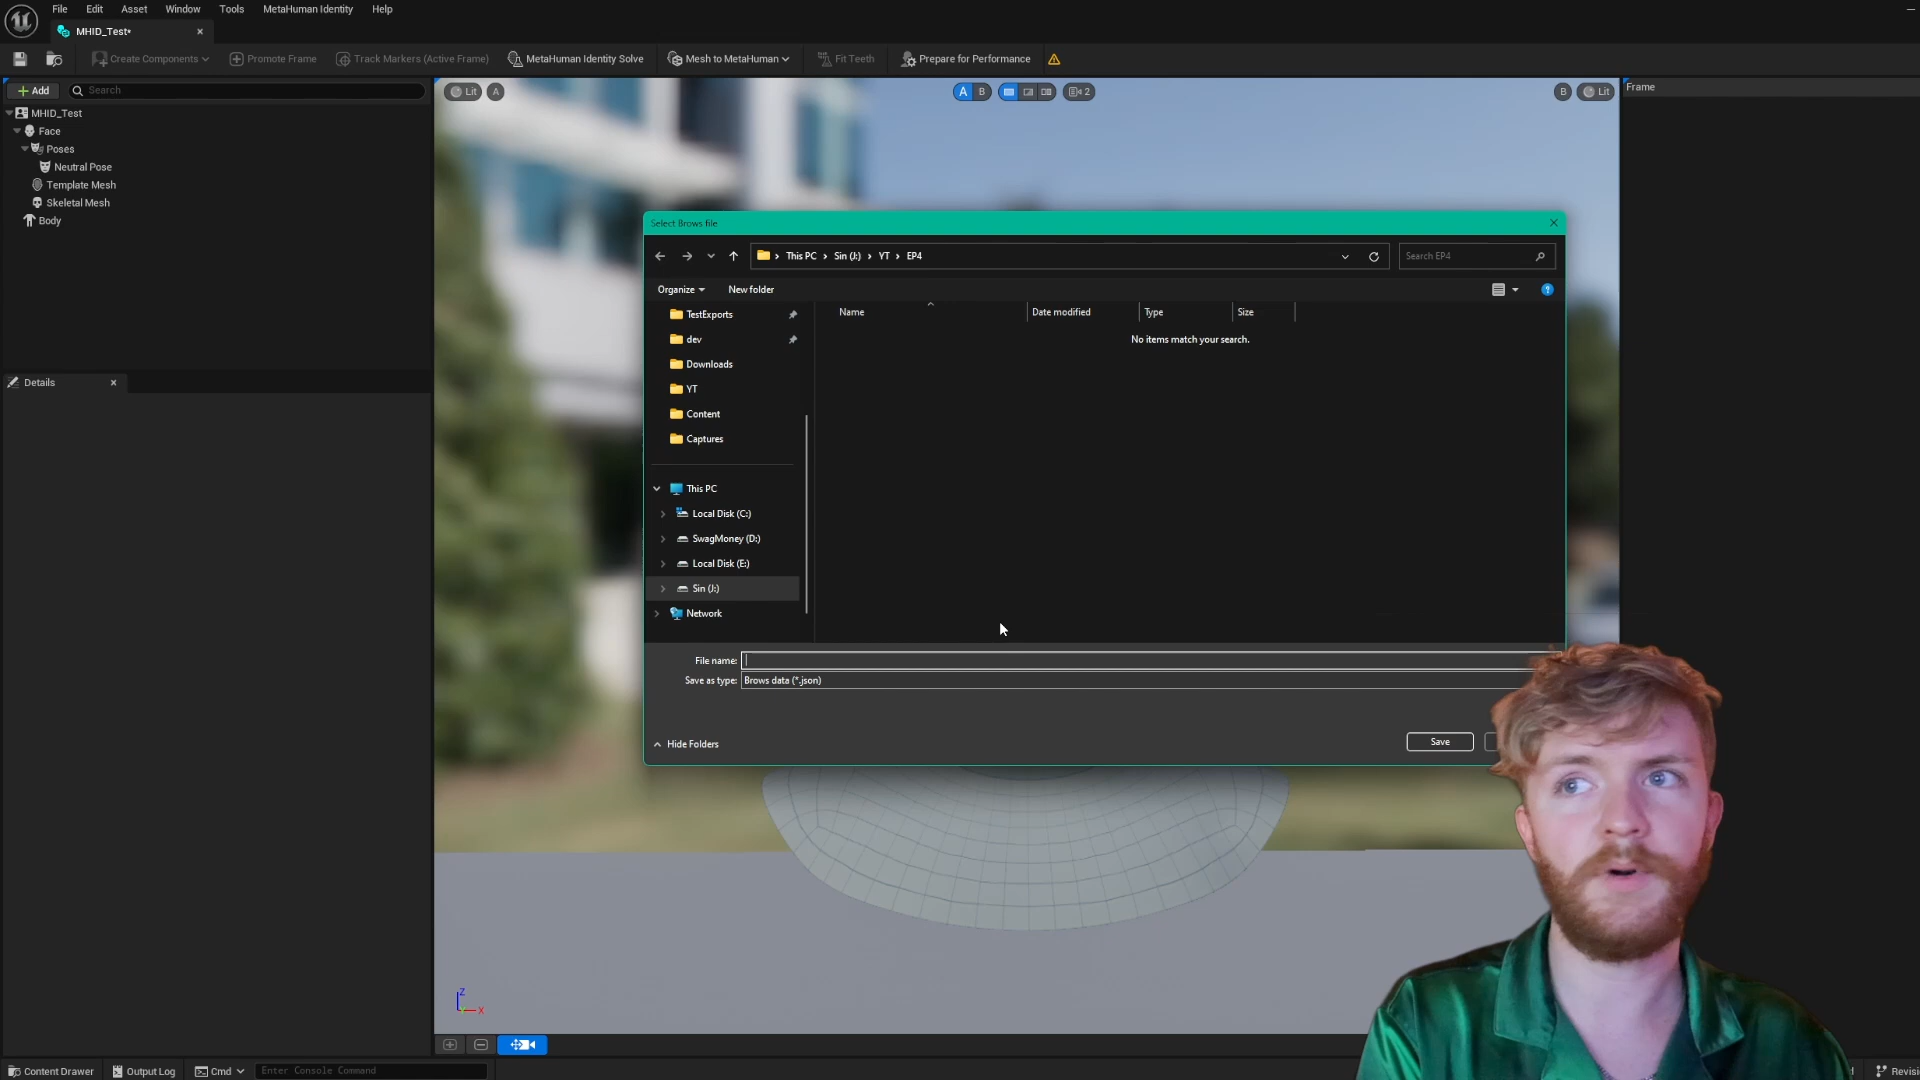 File Edit Asset Window Tools MetaHuman Identity Help
MHID_Test*
Create Components Promote Frame Track Markers (Active Frame) MetaHuman Identity Solve Mesh to MetaHuman Fit Teeth Prepare for Performance
+ Add Search
Lit A A B 2 B Lit
Frame
MHID_Test
Face
Poses
Neutral Pose
Template Mesh
Skeletal Mesh
Body
Details
Select Brows file
This PC > Sin (J:) > YT > EP4
Search EP4
Organize New folder
Name Date modified Type Size
No items match your search.
TestExports
dev
Downloads
YT
Content
Captures
This PC
Local Disk (C:)
SwagMoney (D:)
Local Disk (E:)
Sin (J:)
Network
File name:
Save as type: Brows data (*.json)
Hide Folders
Save
Z
X
Content Drawer Output Log Cmd Enter Console Command